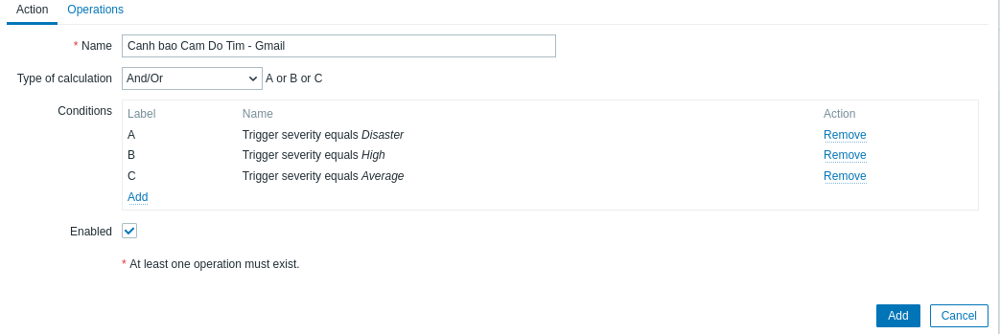 Action Operations
* Name Canh bao Cam Do Tim - Gmail
Type of calculation And/Or A or B or C
Conditions Label Name Action
A Trigger severity equals Disaster Remove
B Trigger severity equals High Remove
C Trigger severity equals Average Remove
Add
Enabled
* At least one operation must exist.
Add Cancel